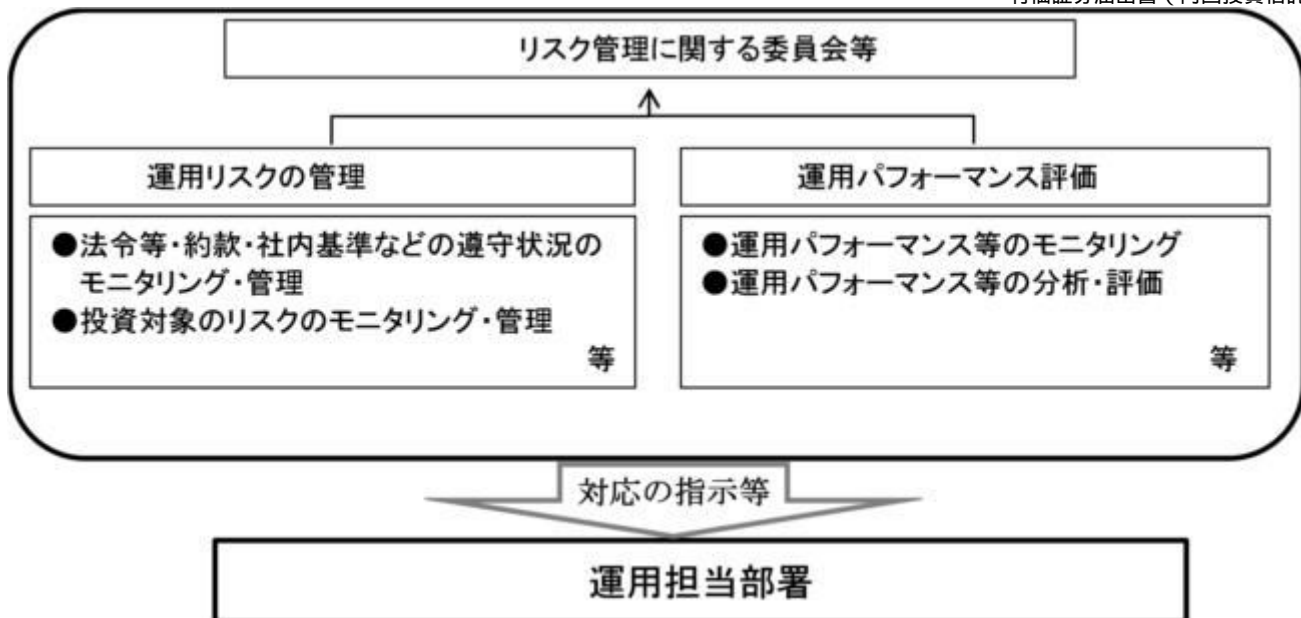 リスク管理に関する委員会等
運用リスクの管理
●法令等・約款・社内基準などの遵守状況の
モニタリング・管理
●投資対象のリスクのモニタリング・管理
等
運用パフォーマンス評価
●運用パフォーマンス等のモニタリング
●運用パフォーマンス等の分析・評価
等
対応の指示等
運用担当部署